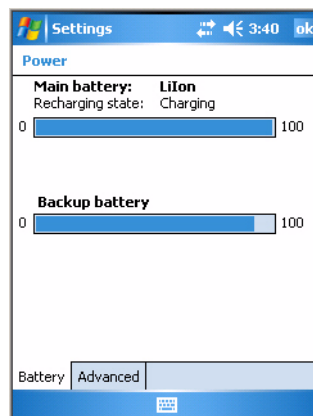 Settings 3:40 ok
Power
Main battery: LiIon
Recharging state: Charging
0 100
Backup battery
0 100
Battery Advanced